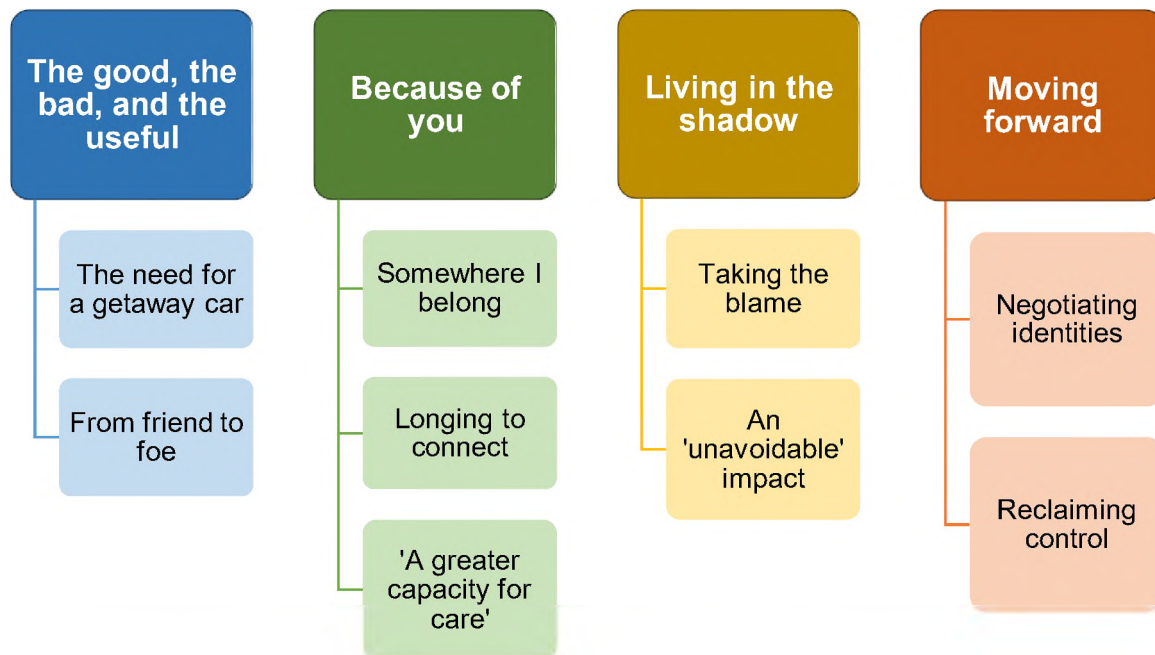 The good, the
bad, and the
useful
The need for
a getaway car
From friend to
foe
Because of
you
Somewhere I
belong
Longing to
connect
'A greater
capacity for
care'
Living in the
shadow
Taking the
blame
An
'unavoidable'
impact
Moving
forward
Negotiating
identities
Reclaiming
control